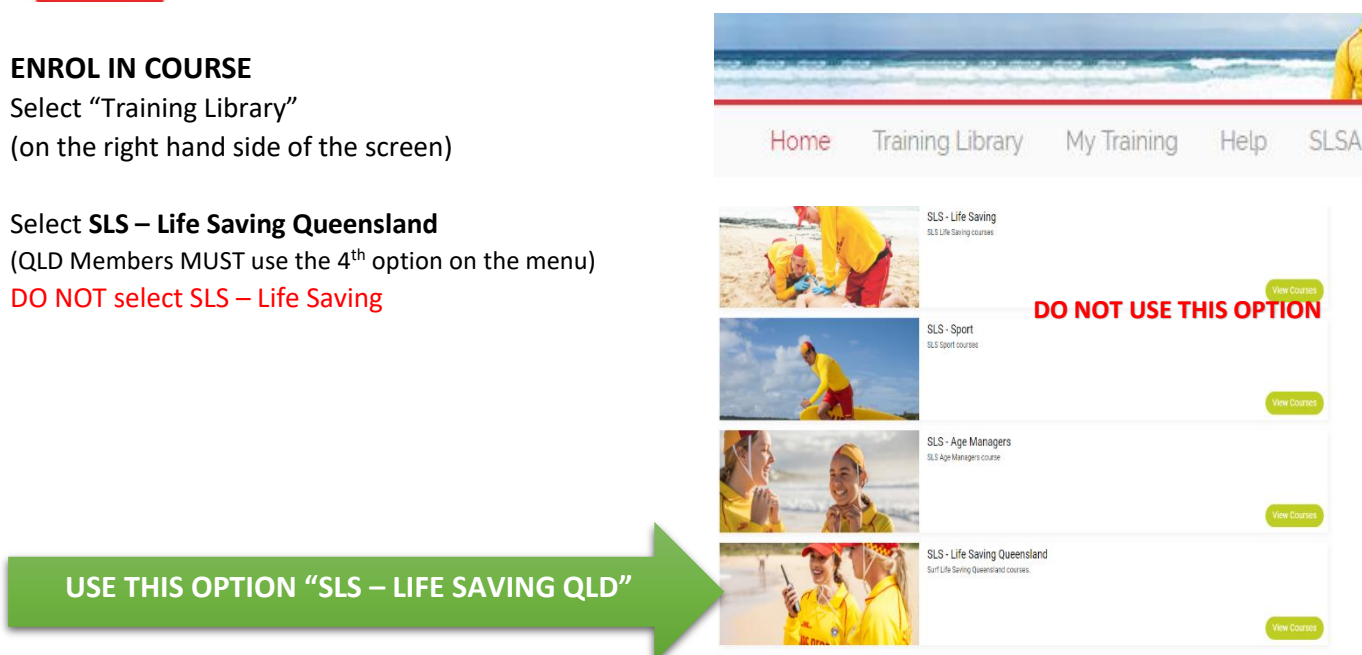 ENROL IN COURSE
Select “Training Library”
(on the right hand side of the screen)
Select SLS – Life Saving Queensland
(QLD Members MUST use the 4th option on the menu)
DO NOT select SLS – Life Saving
USE THIS OPTION “SLS – LIFE SAVING QLD”
Home Training Library My Training Help SLSA
SLS - Life Saving
SLS Life Saving courses
View Courses
DO NOT USE THIS OPTION
SLS - Sport
SLS Sport courses
View Courses
SLS - Age Managers
SLS Age Managers course
View Courses
SLS - Life Saving Queensland
Surf Life Saving Queensland courses.
View Courses